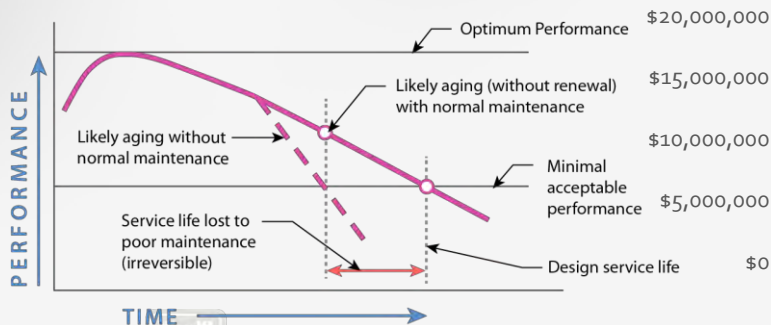 Optimum Performance
$20,000,000
Likely aging (without renewal)
with normal maintenance
$15,000,000
Likely aging without
normal maintenance
$10,000,000
Minimal
acceptable
performance
$5,000,000
Service life lost to
poor maintenance
(irreversible)
Design service life
$0
PERFORMANCE
TIME